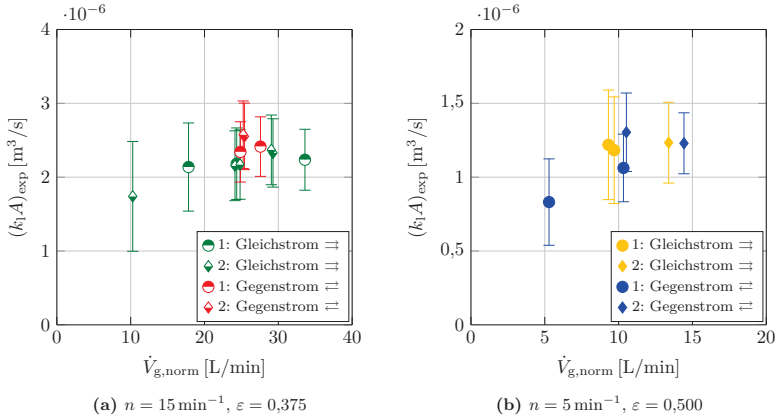 ·10⁻⁶
4
3
2
1
0
0 10 20 30 40
(k₁A)exp [m³/s]
V̇g,norm [L/min]
1: Gleichstrom ⇉
2: Gleichstrom ⇉
1: Gegenstrom ⇄
2: Gegenstrom ⇄
(a) n = 15 min⁻¹, ε = 0,375
·10⁻⁶
2
1,5
1
0,5
0
0 5 10 15 20
(k₁A)exp [m³/s]
V̇g,norm [L/min]
1: Gleichstrom ⇉
2: Gleichstrom ⇉
1: Gegenstrom ⇄
2: Gegenstrom ⇄
(b) n = 5 min⁻¹, ε = 0,500